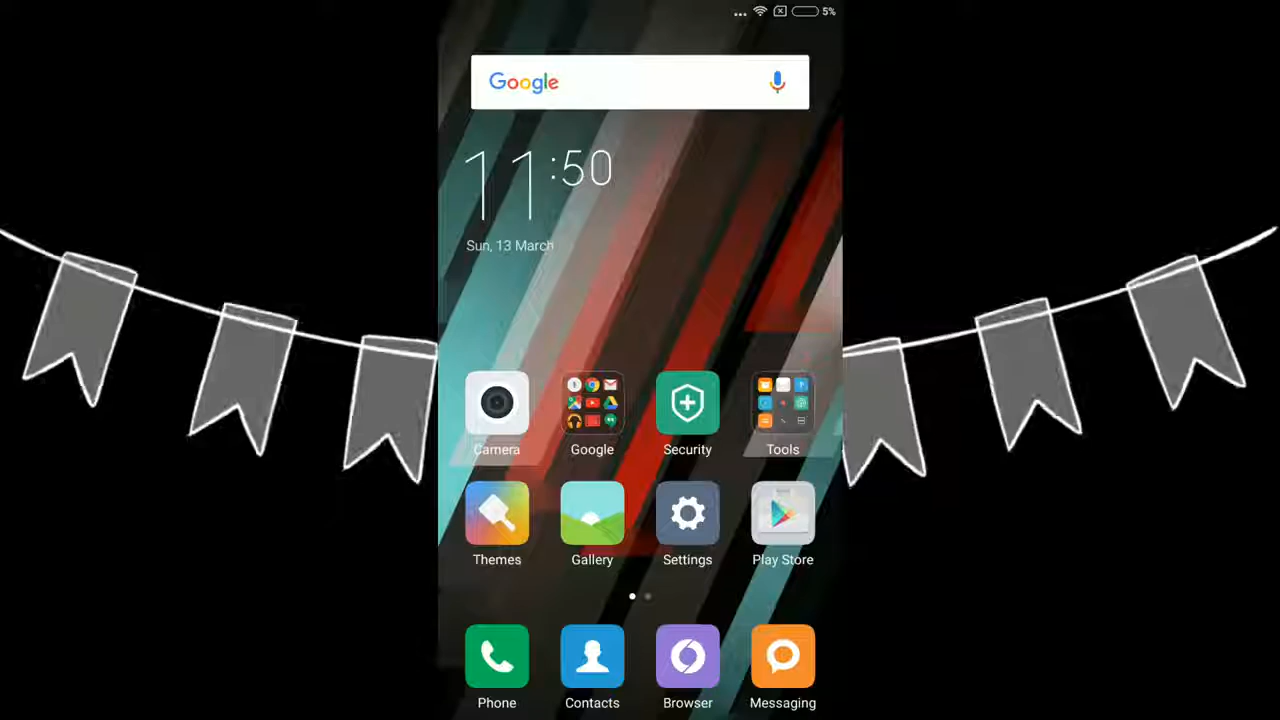 5%
Google
11:50
Sun, 13 March
Camera
Google
Security
Tools
Themes
Gallery
Settings
Play Store
Phone
Contacts
Browser
Messaging